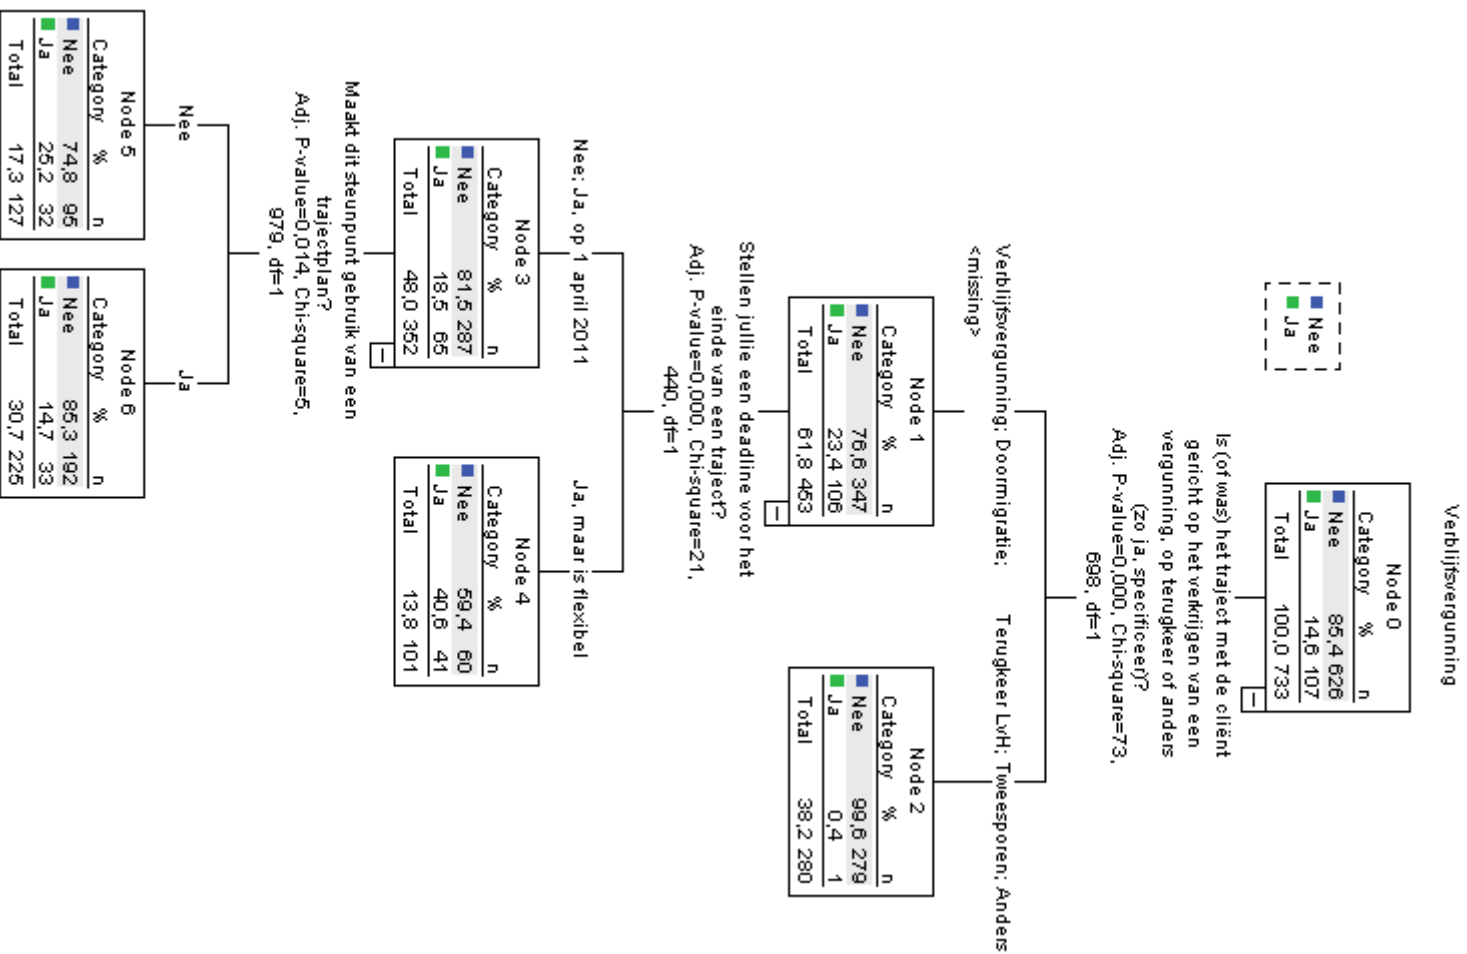 Verblijfsvergunning
Nee
Ja
Node 0
Category % n
Nee 85,4 626
Ja 14,6 107
Total 100,0 733
Is (of was) het traject met de cliënt
gericht op het verkrijgen van een
vergunning, op terugkeer of anders
(zo ja, specificeer)?
Adj. P-value=0,000, Chi-square=73,
698, df=1
Verblijfsvergunning; Doormigratie;
<missing>
Terugkeer LvH; Tweesporen; Anders
Node 1
Category % n
Nee 76,6 347
Ja 23,4 106
Total 61,8 453
Node 2
Category % n
Nee 99,6 279
Ja 0,4 1
Total 38,2 280
Stellen jullie een deadline voor het
einde van een traject?
Adj. P-value=0,000, Chi-square=21,
440, df=1
Nee; Ja, op 1 april 2011
Ja, maar is flexibel
Node 3
Category % n
Nee 81,5 287
Ja 18,5 65
Total 48,0 352
Node 4
Category % n
Nee 59,4 60
Ja 40,6 41
Total 13,8 101
Maakt dit steunpunt gebruik van een
trajectplan?
Adj. P-value=0,014, Chi-square=5,
979, df=1
Nee
Ja
Node 5
Category % n
Nee 74,8 95
Ja 25,2 32
Total 17,3 127
Node 6
Category % n
Nee 85,3 192
Ja 14,7 33
Total 30,7 225